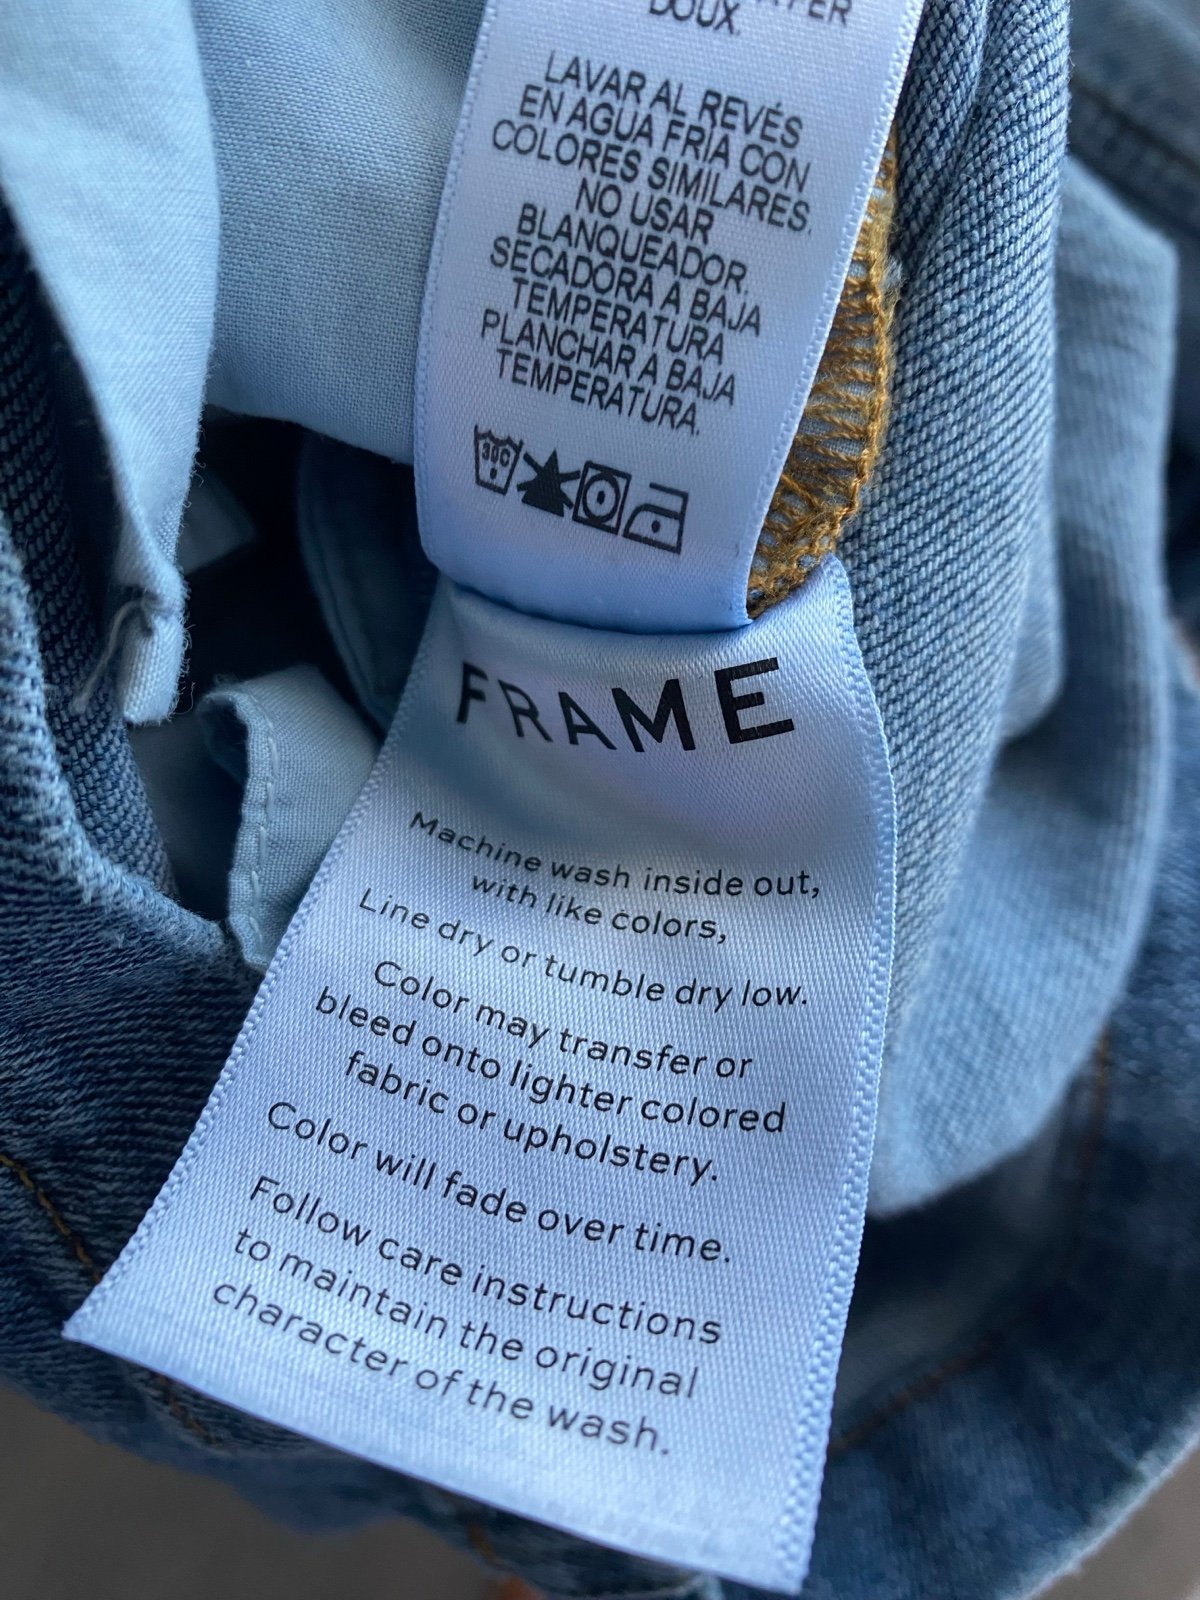 DOUX.
LAVAR AL REVÉS
EN AGUA FRIA CON
COLORES SIMILARES.
NO USAR
BLANQUEADOR.
SECADORA A BAJA
TEMPERATURA
PLANCHAR A BAJA
TEMPERATURA.
30C
FRAME
Machine wash inside out,
with like colors,
Line dry or tumble dry low.
Color may transfer or
bleed onto lighter colored
fabric or upholstery.
Color will fade over time.
Follow care instructions
to maintain the original
character of the wash.